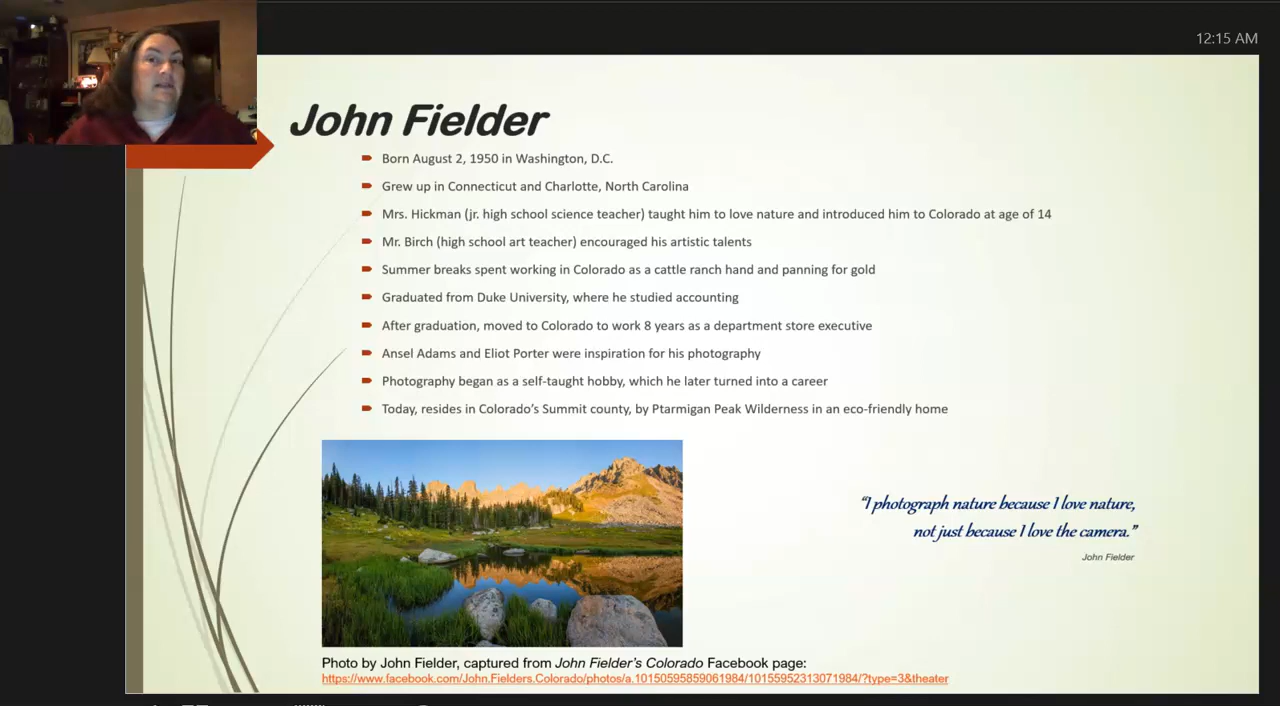 12:15 AM
John Fielder
Born August 2, 1950 in Washington, D.C.
Grew up in Connecticut and Charlotte, North Carolina
Mrs. Hickman (jr. high school science teacher) taught him to love nature and introduced him to Colorado at age of 14
Mr. Birch (high school art teacher) encouraged his artistic talents
Summer breaks spent working in Colorado as a cattle ranch hand and panning for gold
Graduated from Duke University, where he studied accounting
After graduation, moved to Colorado to work 8 years as a department store executive
Ansel Adams and Eliot Porter were inspiration for his photography
Photography began as a self-taught hobby, which he later turned into a career
Today, resides in Colorado’s Summit county, by Ptarmigan Peak Wilderness in an eco-friendly home
“I photograph nature because I love nature,
not just because I love the camera.”
John Fielder
Photo by John Fielder, captured from John Fielder’s Colorado Facebook page:
https://www.facebook.com/John.Fielders.Colorado/photos/a.10150595859061984/10155952313071984/?type=3&theater